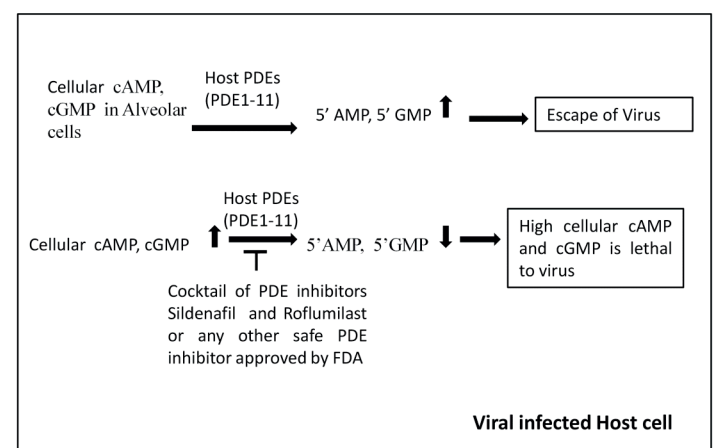 Cellular cAMP,
cGMP in Alveolar
cells
Host PDEs
(PDE1-11)
5' AMP, 5' GMP
Escape of Virus
Host PDEs
(PDE1-11)
Cellular cAMP, cGMP
5'AMP, 5'GMP
High cellular cAMP
and cGMP is lethal
to virus
Cocktail of PDE inhibitors
Sildenafil and Roflumilast
or any other safe PDE
inhibitor approved by FDA
Viral infected Host cell